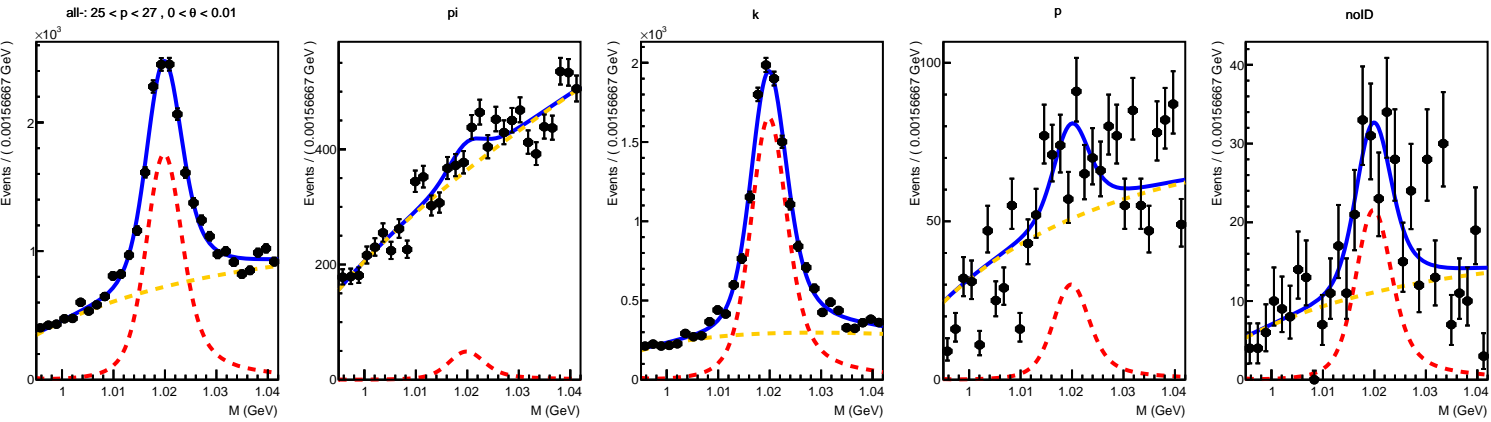 all-: 25 < p < 27 , 0 < θ < 0.01
×10³
Events / ( 0.00156667 GeV )
2
1
0
1 1.01 1.02 1.03 1.04
M (GeV)
pi
Events / ( 0.00156667 GeV )
400
200
0
1 1.01 1.02 1.03 1.04
M (GeV)
k
×10³
Events / ( 0.00156667 GeV )
2
1.5
1
0.5
0
1 1.01 1.02 1.03 1.04
M (GeV)
p
Events / ( 0.00156667 GeV )
100
50
0
1 1.01 1.02 1.03 1.04
M (GeV)
noID
Events / ( 0.00156667 GeV )
40
30
20
10
0
1 1.01 1.02 1.03 1.04
M (GeV)